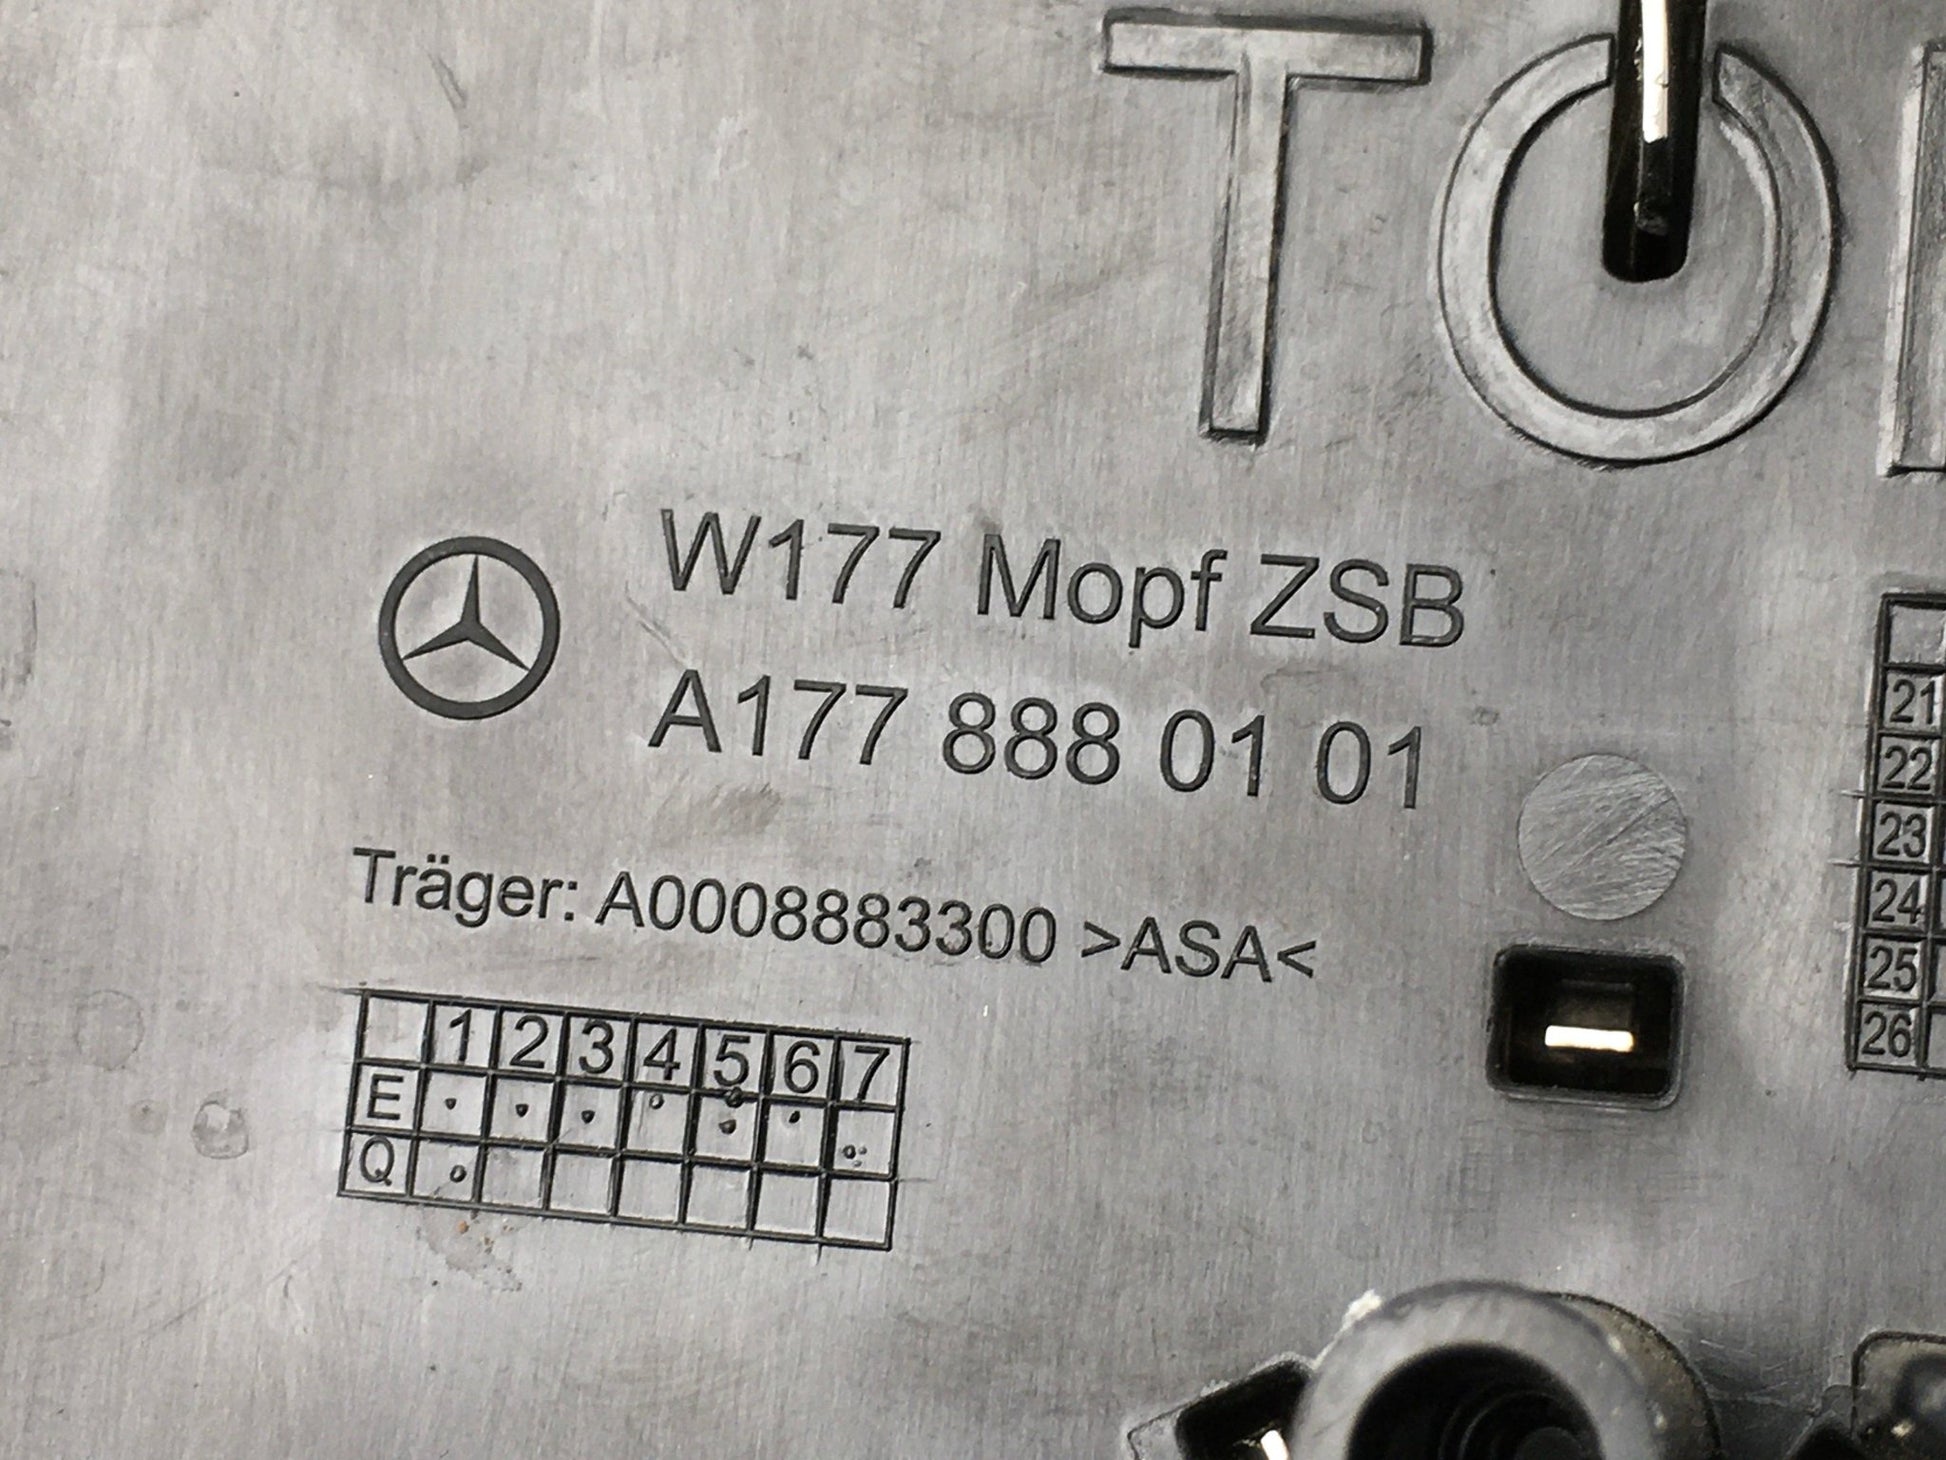 TO
W177 Mopf ZSB
A177 888 01 01
Träger: A0008883300 >ASA<
1 2 3 4 5 6 7
E
Q
21
22
23
24
25
26